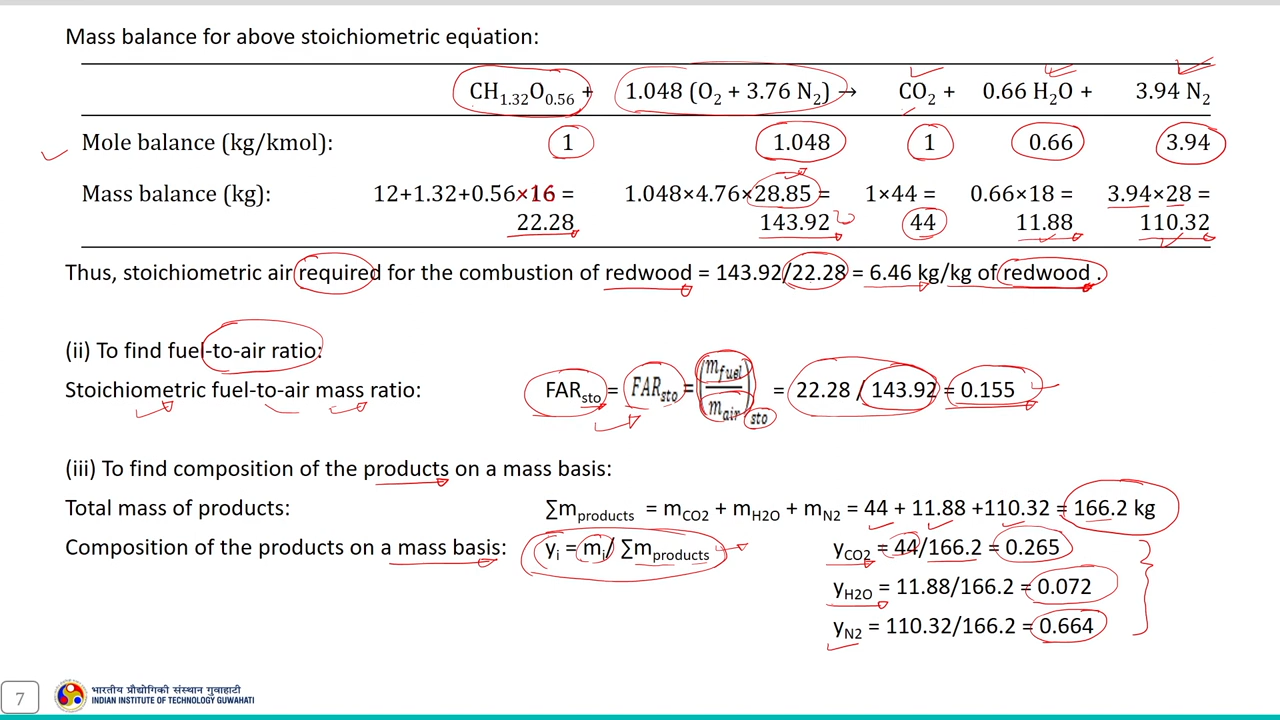 Mass balance for above stoichiometric equation:
CH₁.₃₂O₀.₅₆ + 1.048 (O₂ + 3.76 N₂) → CO₂ + 0.66 H₂O + 3.94 N₂
Mole balance (kg/kmol): 1 1.048 1 0.66 3.94
Mass balance (kg): 12+1.32+0.56×16 = 1.048×4.76×28.85 = 1×44 = 0.66×18 = 3.94×28 =
22.28 143.92 44 11.88 110.32
Thus, stoichiometric air required for the combustion of redwood = 143.92/22.28 = 6.46 kg/kg of redwood .
(ii) To find fuel-to-air ratio:
Stoichiometric fuel-to-air mass ratio: FARsto = FARsto = (mfuel/mair)sto = 22.28 / 143.92 = 0.155
(iii) To find composition of the products on a mass basis:
Total mass of products: ∑mproducts = mCO2 + mH2O + mN2 = 44 + 11.88 +110.32 = 166.2 kg
Composition of the products on a mass basis: yi = mi/ ∑mproducts yCO2 = 44/166.2 = 0.265
yH2O = 11.88/166.2 = 0.072
yN2 = 110.32/166.2 = 0.664
7
भारतीय प्रौद्योगिकी संस्थान गुवाहाटी
INDIAN INSTITUTE OF TECHNOLOGY GUWAHATI